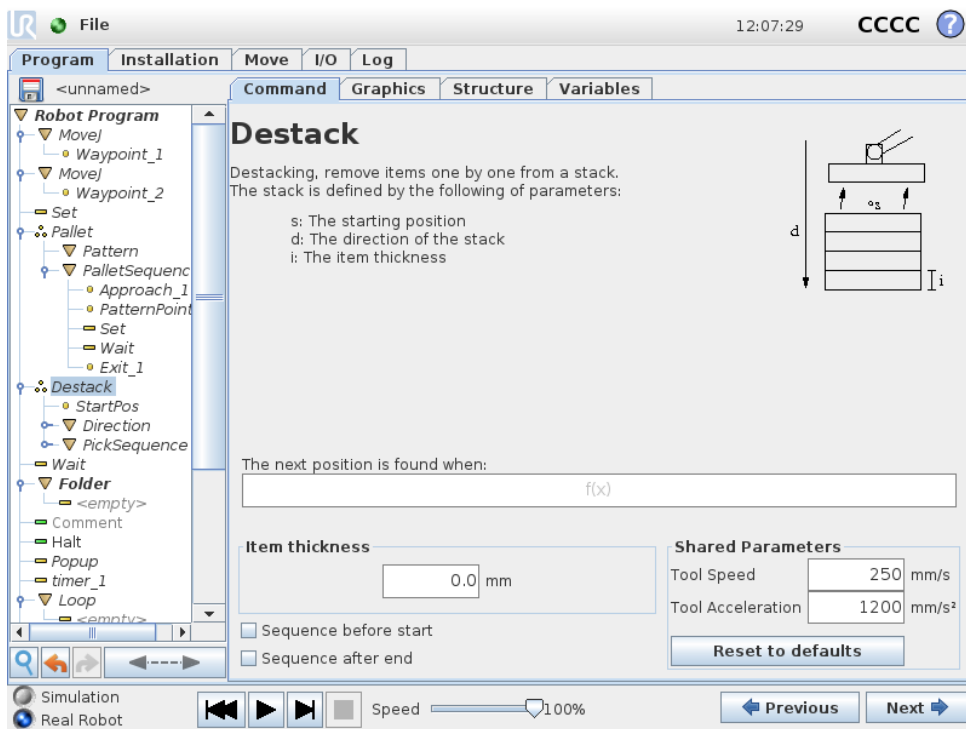 UR File 12:07:29 CCCC ?
Program Installation Move I/O Log
<unnamed> Command Graphics Structure Variables
Robot Program
MoveJ
Waypoint_1
MoveJ
Waypoint_2
Set
Pallet
Pattern
PalletSequenc
Approach_1
PatternPoint
Set
Wait
Exit_1
Destack
StartPos
Direction
PickSequence
Wait
Folder
<empty>
Comment
Halt
Popup
timer_1
Loop
<empty>
Destack
Destacking, remove items one by one from a stack.
The stack is defined by the following of parameters:
s: The starting position
d: The direction of the stack
i: The item thickness
s
d
i
The next position is found when:
f(x)
Item thickness
0.0 mm
Sequence before start
Sequence after end
Shared Parameters
Tool Speed 250 mm/s
Tool Acceleration 1200 mm/s²
Reset to defaults
Simulation
Real Robot
Speed 100%
Previous Next